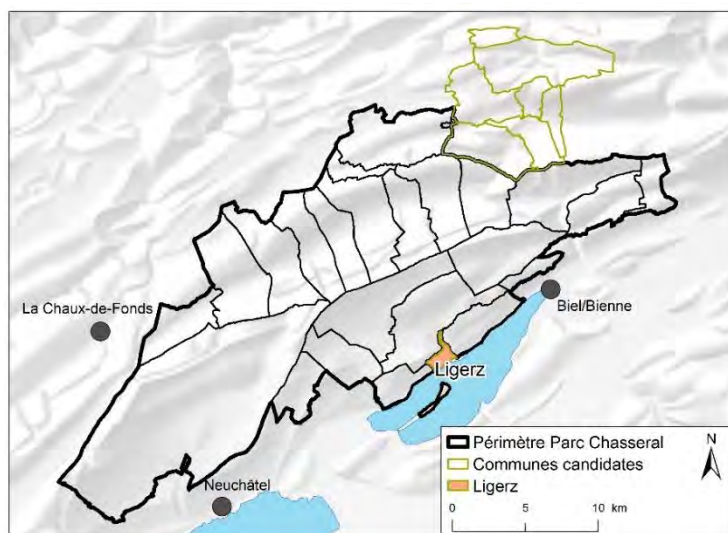 La Chaux-de-Fonds
Biel/Bienne
Ligerz
Neuchâtel
Périmètre Parc Chasseral
Communes candidates
Ligerz
N
0 5 10 km